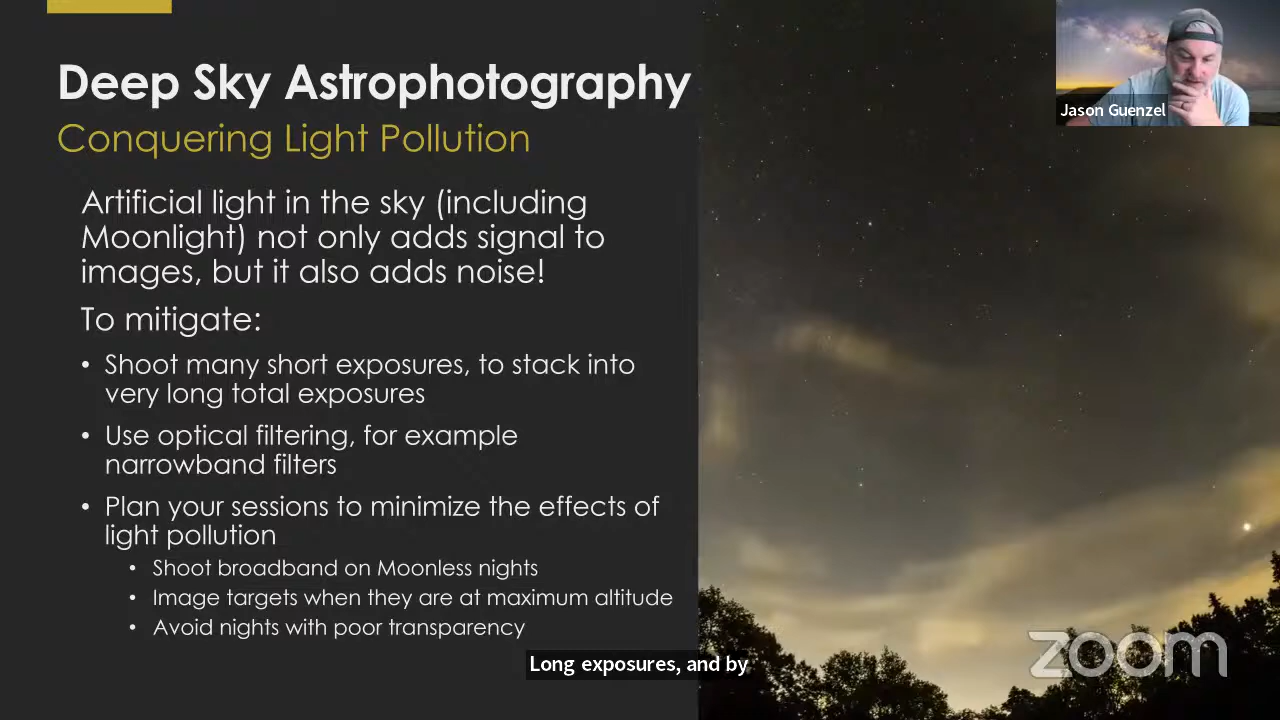 Deep Sky Astrophotography
Conquering Light Pollution
Jason Guenzel
Artificial light in the sky (including
Moonlight) not only adds signal to
images, but it also adds noise!
To mitigate:
• Shoot many short exposures, to stack into
very long total exposures
• Use optical filtering, for example
narrowband filters
• Plan your sessions to minimize the effects of
light pollution
• Shoot broadband on Moonless nights
• Image targets when they are at maximum altitude
• Avoid nights with poor transparency
Long exposures, and by
zoom